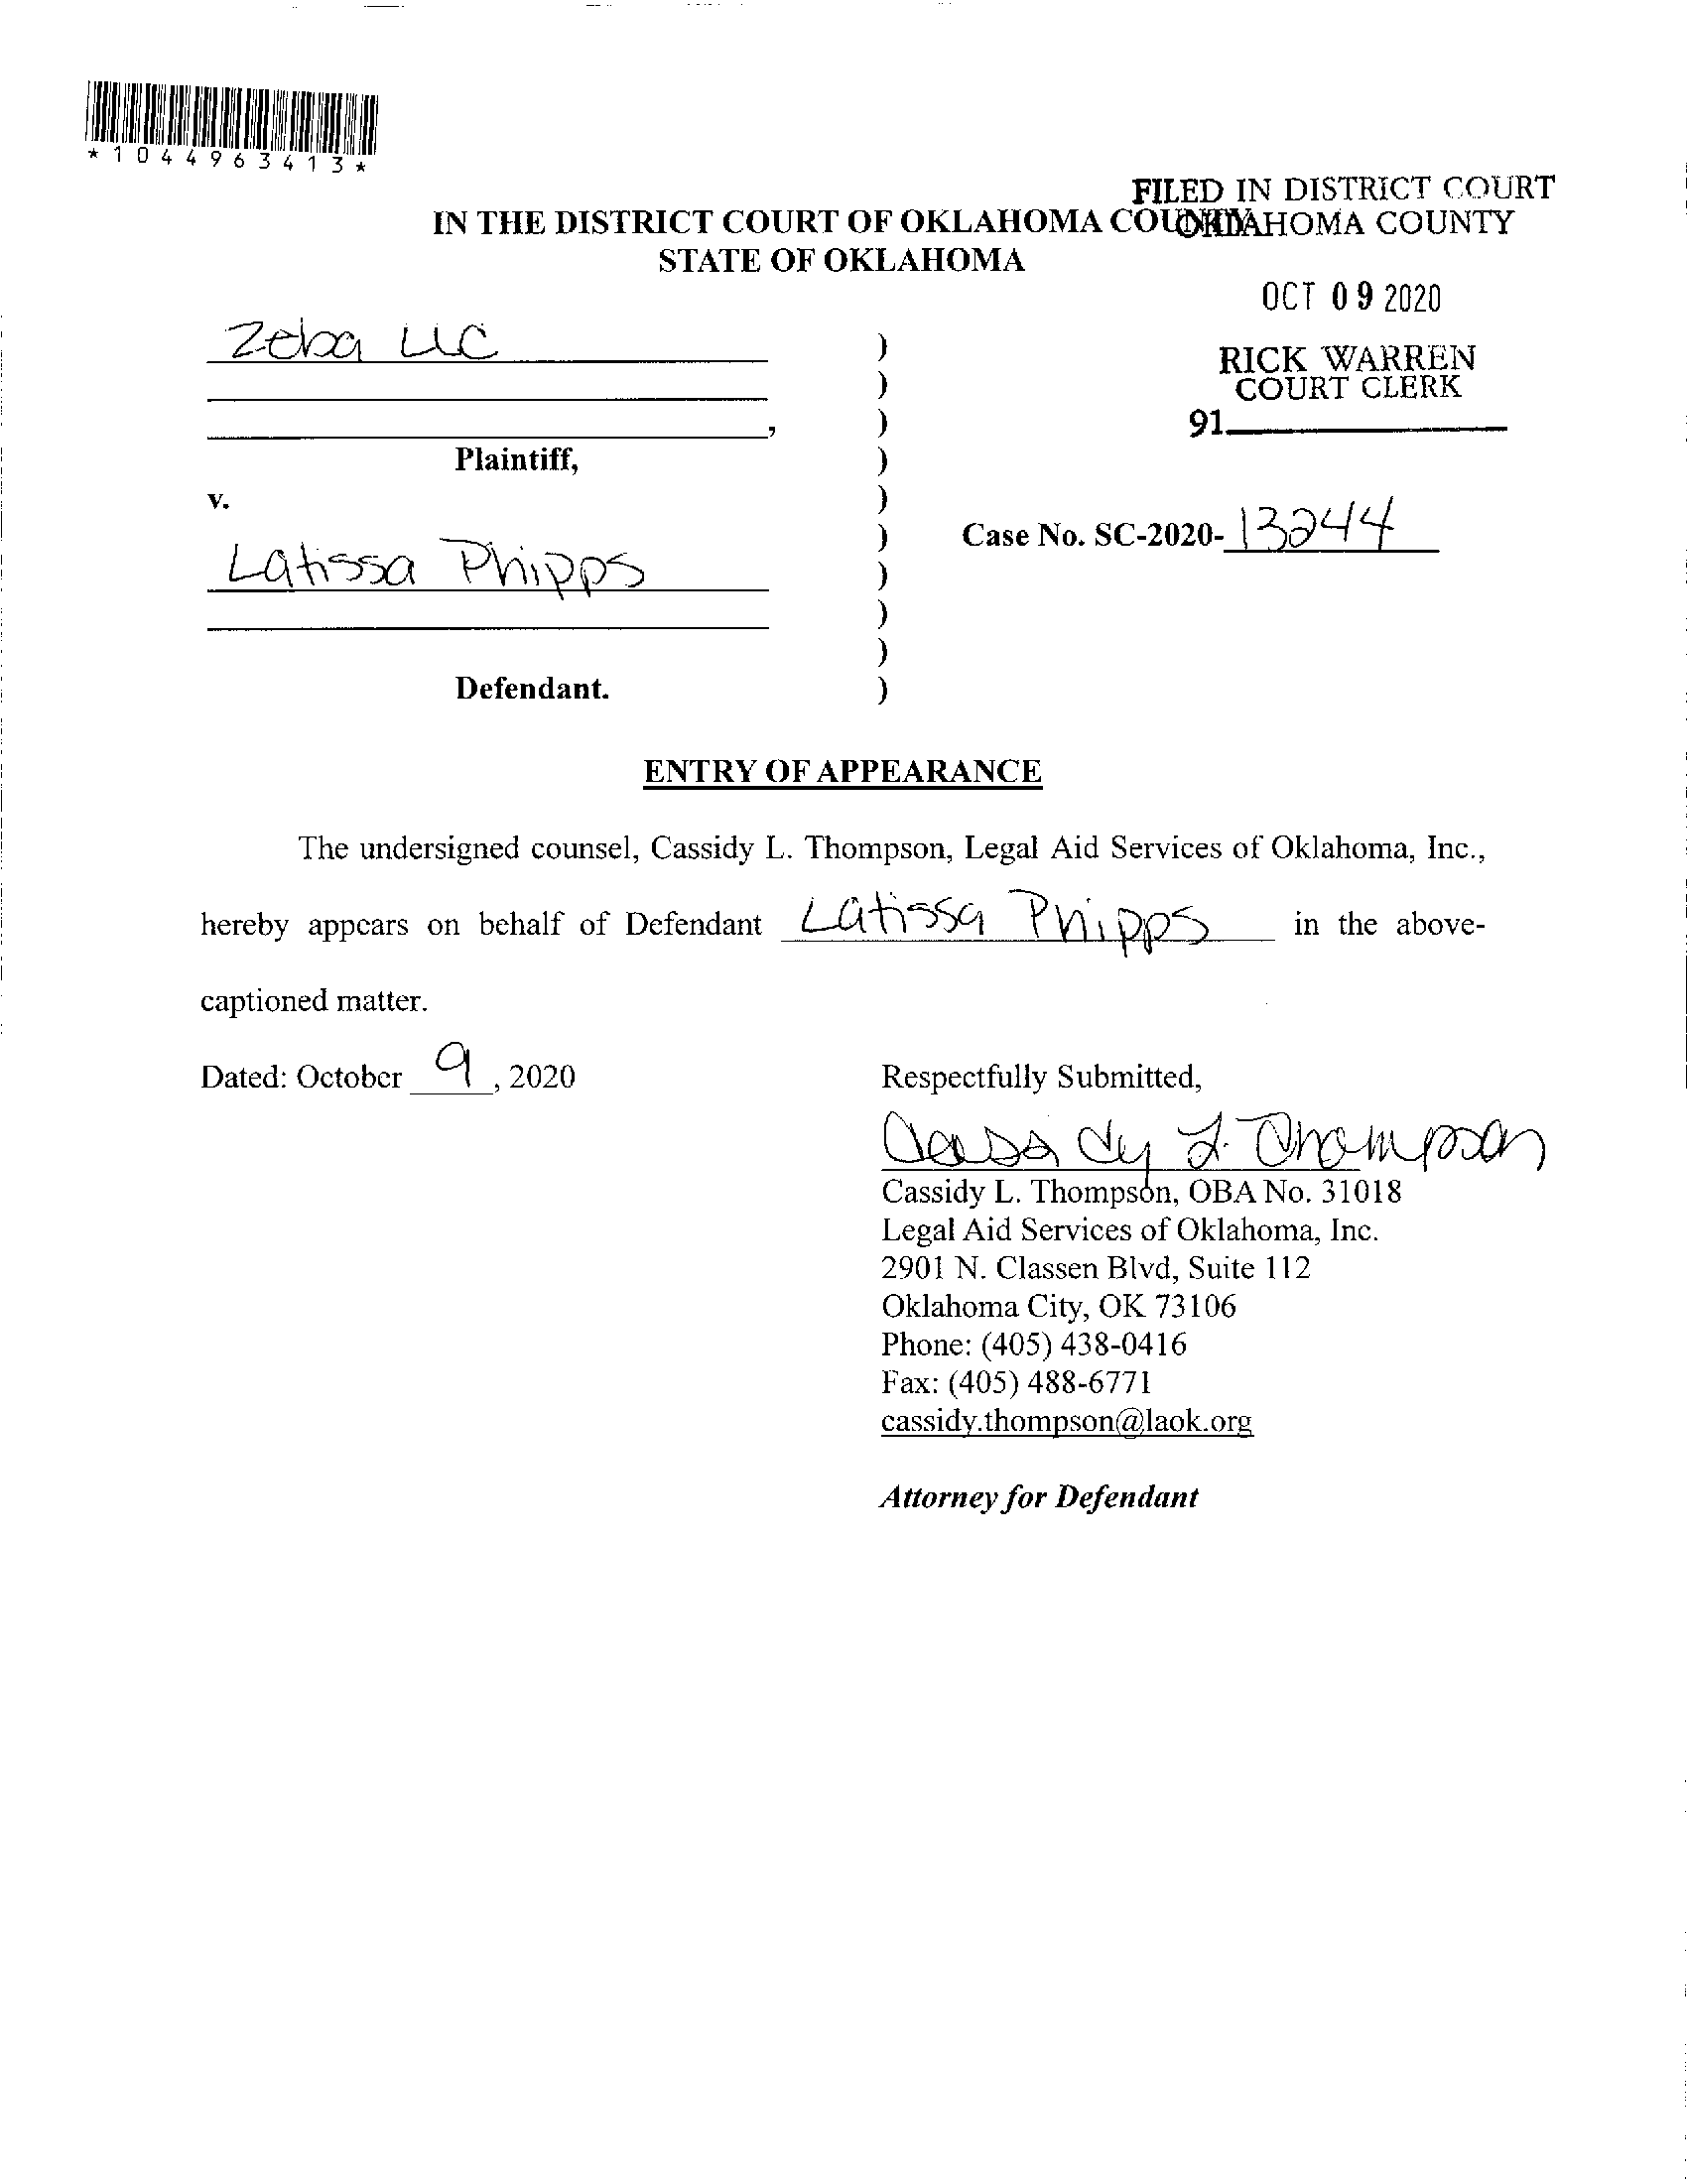 *1044963413*
FILED IN DISTRICT COURT
OKLAHOMA COUNTY
IN THE DISTRICT COURT OF OKLAHOMA COUNTY
STATE OF OKLAHOMA
OCT 09 2020
RICK WARREN
COURT CLERK
91
Zeba LLC
,
Plaintiff,
v.
Case No. SC-2020-13244
Latissa Phipps
Defendant.
)
)
)
)
)
)
)
)
)
)
ENTRY OF APPEARANCE
The undersigned counsel, Cassidy L. Thompson, Legal Aid Services of Oklahoma, Inc.,
hereby appears on behalf of Defendant Latissa Phipps in the above-
captioned matter.
Dated: October 9, 2020
Respectfully Submitted,
Cassidy L. Thompson
Cassidy L. Thompson, OBA No. 31018
Legal Aid Services of Oklahoma, Inc.
2901 N. Classen Blvd, Suite 112
Oklahoma City, OK 73106
Phone: (405) 438-0416
Fax: (405) 488-6771
cassidy.thompson@laok.org
Attorney for Defendant